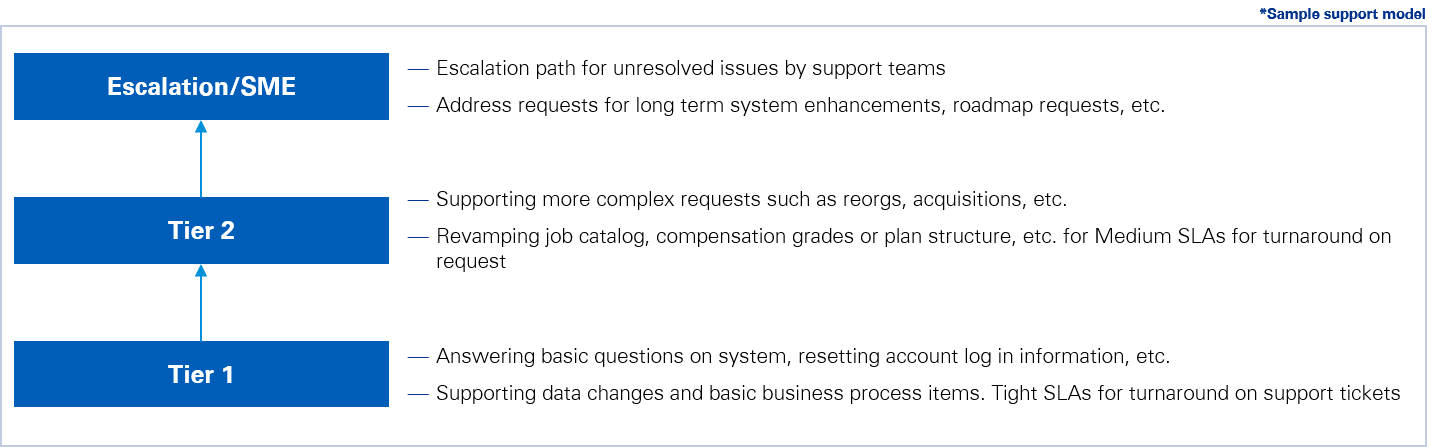 *Sample support model
Escalation/SME
— Escalation path for unresolved issues by support teams
— Address requests for long term system enhancements, roadmap requests, etc.
Tier 2
— Supporting more complex requests such as reorgs, acquisitions, etc.
— Revamping job catalog, compensation grades or plan structure, etc. for Medium SLAs for turnaround on
request
Tier 1
— Answering basic questions on system, resetting account log in information, etc.
— Supporting data changes and basic business process items. Tight SLAs for turnaround on support tickets